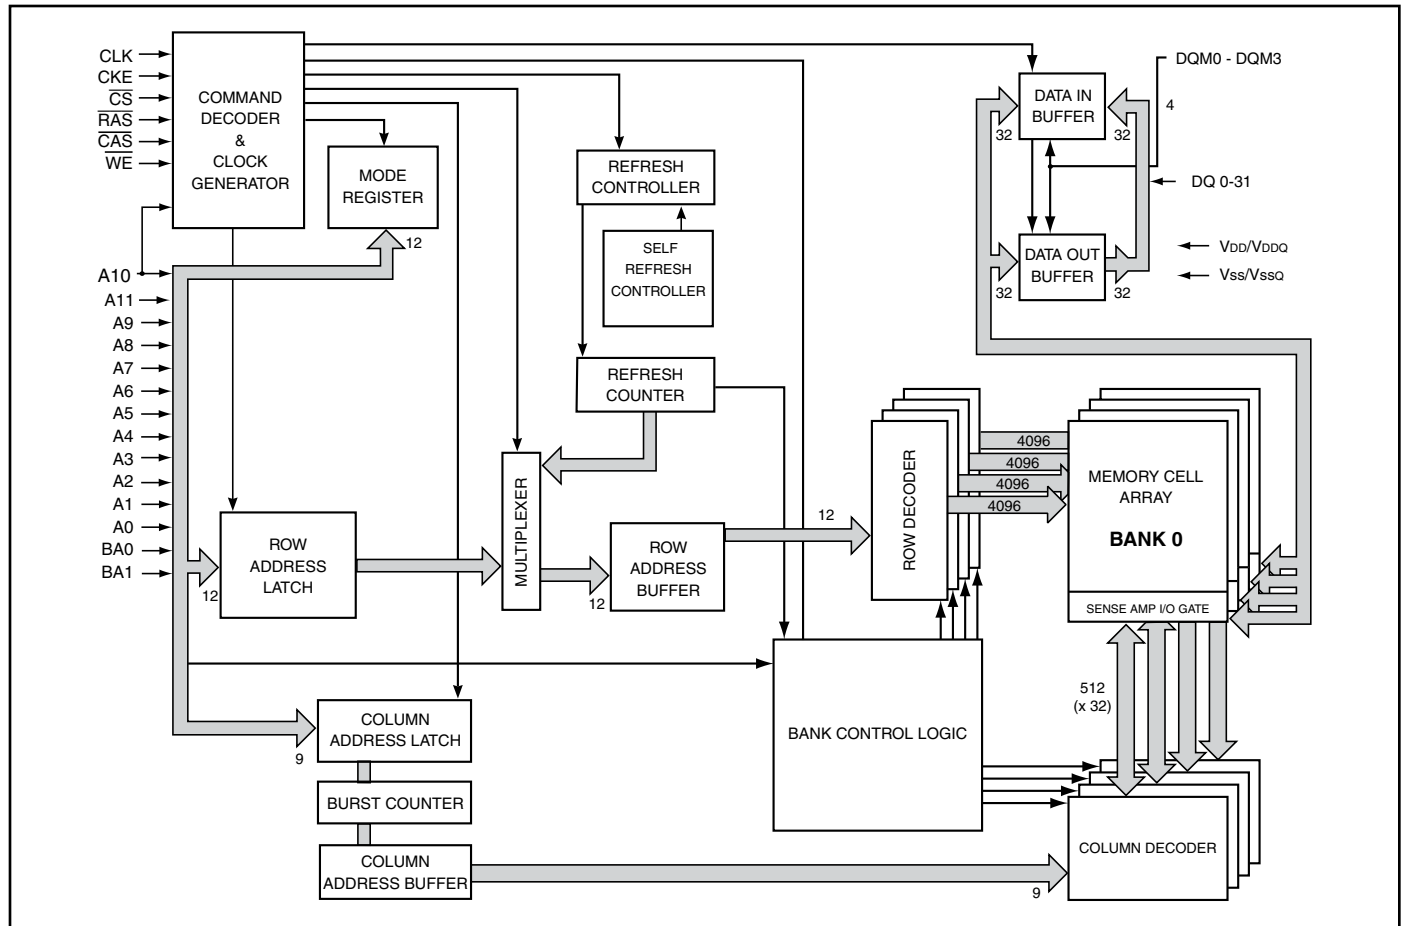 CLK
CKE
CS
RAS
CAS
WE
COMMAND
DECODER
&
CLOCK
GENERATOR
MODE
REGISTER
12
REFRESH
CONTROLLER
SELF
REFRESH
CONTROLLER
REFRESH
COUNTER
DATA IN
BUFFER
32
32
DQM0 - DQM3
4
DQ 0-31
DATA OUT
BUFFER
32
32
VDD/VDDQ
VSS/VSSQ
A10
A11
A9
A8
A7
A6
A5
A4
A3
A2
A1
A0
BA0
BA1
12
ROW
ADDRESS
LATCH
MULTIPLEXER
12
ROW
ADDRESS
BUFFER
12
ROW DECODER
4096
4096
4096
4096
MEMORY CELL
ARRAY
BANK 0
SENSE AMP I/O GATE
512
(x 32)
BANK CONTROL LOGIC
9
COLUMN
ADDRESS LATCH
BURST COUNTER
COLUMN
ADDRESS BUFFER
9
COLUMN DECODER